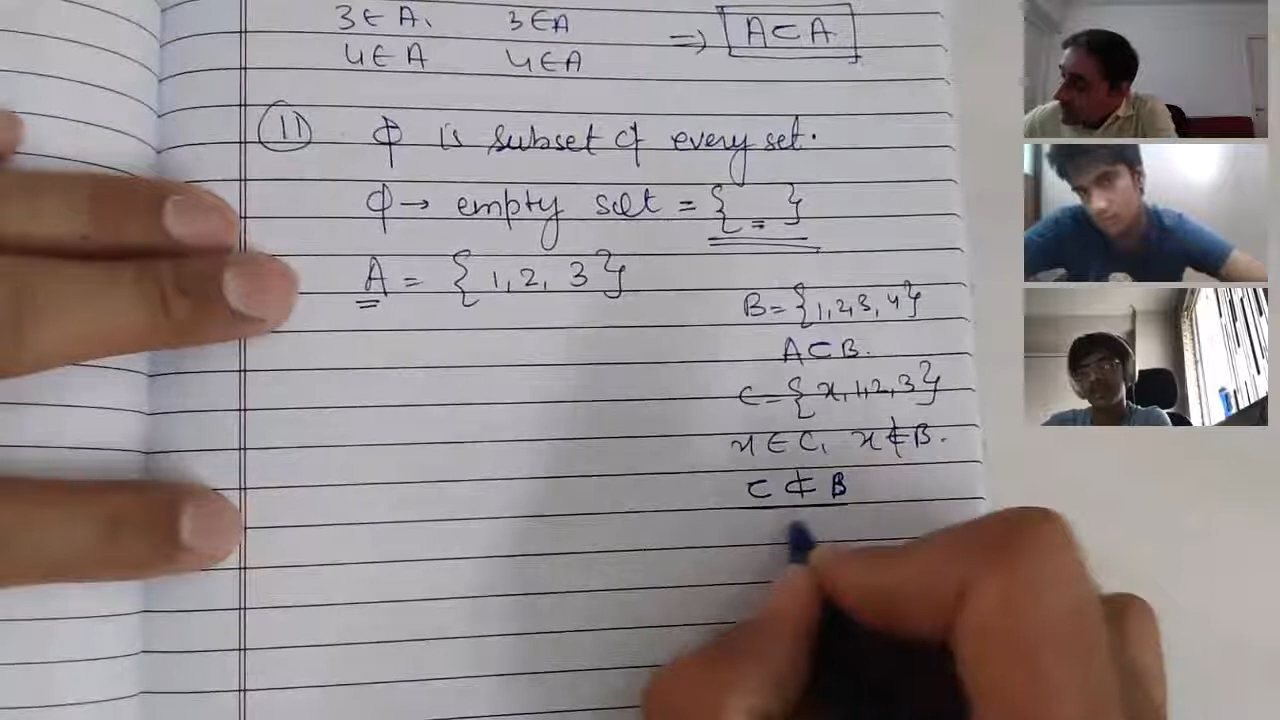 3 ∈ A, 3 ∈ A
4 ∈ A 4 ∈ A ⇒ A ⊂ A
(11) Φ is subset of every set.
Φ → empty set = { = }
A = { 1, 2, 3 }
B = {1, 2, 3, 4}
A ⊂ B.
C = { x, 1, 2, 3 }
x ∈ C, x ∉ B.
C ⊄ B